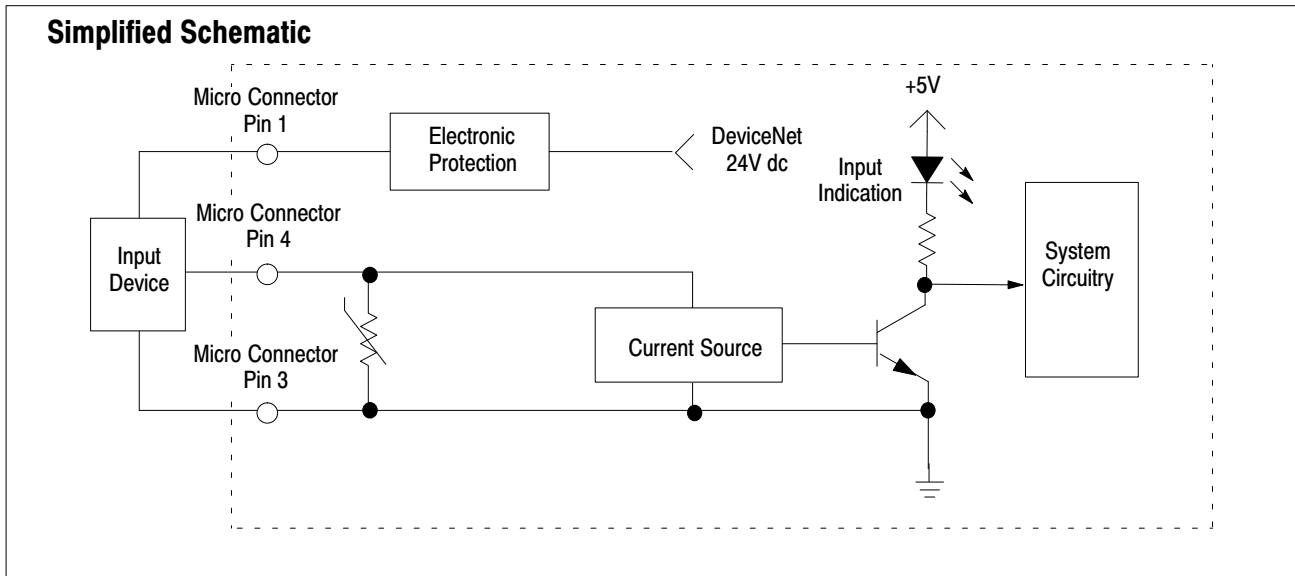 Simplified Schematic
Micro Connector
Pin 1
Electronic
Protection
DeviceNet
24V dc
+5V
Input
Indication
Micro Connector
Pin 4
Input
Device
System
Circuitry
Current Source
Micro Connector
Pin 3